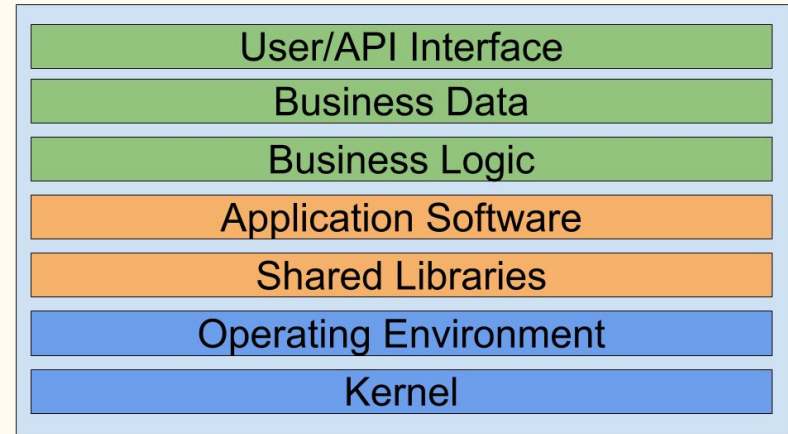 User/API Interface
Business Data
Business Logic
Application Software
Shared Libraries
Operating Environment
Kernel